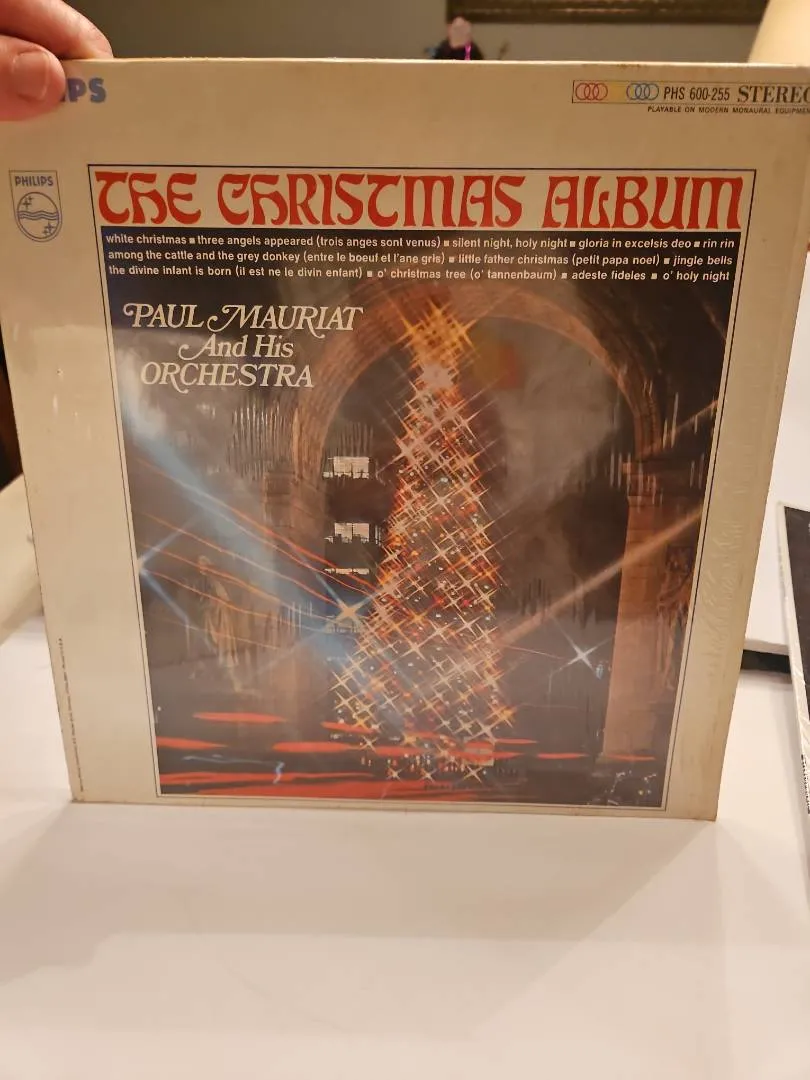 IPS
PHS 600-255 STEREO
PLAYABLE ON MODERN MONAURAL EQUIPM
PHILIPS
THE CHRISTMAS ALBUM
white christmas ▪ three angels appeared (trois anges sont venus) ▪ silent night, holy night ▪ gloria in excelsis deo ▪ rin rin
among the cattle and the grey donkey (entre le boeuf et l'ane gris) ▪ little father christmas (petit papa noel) ▪ jingle bells
the divine infant is born (il est ne le divin enfant) ▪ o' christmas tree (o' tannenbaum) ▪ adeste fideles ▪ o' holy night
PAUL MAURIAT
And His
ORCHESTRA